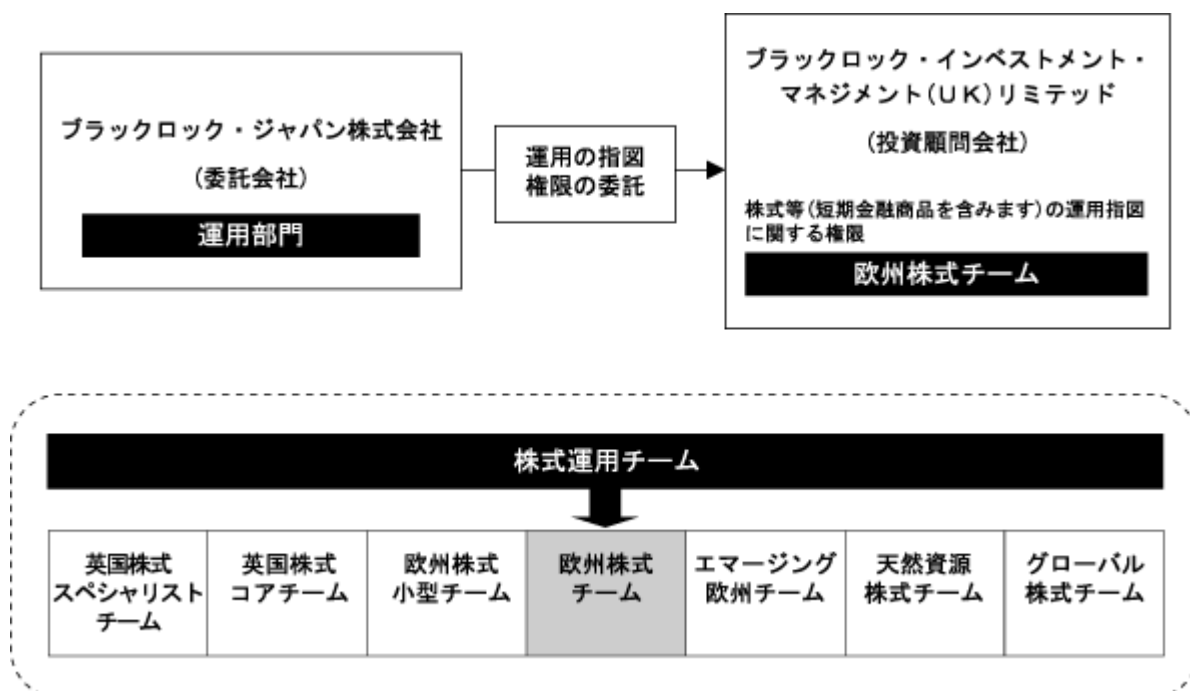 ブラックロック・ジャパン株式会社
(委託会社)
運用部門
運用の指図
権限の委託
ブラックロック・インベストメント・
マネジメント(UK)リミテッド
(投資顧問会社)
株式等(短期金融商品を含みます)の運用指図
に関する権限
欧州株式チーム
株式運用チーム
英国株式
スペシャリスト
チーム
英国株式
コアチーム
欧州株式
小型チーム
欧州株式
チーム
エマージング
欧州チーム
天然資源
株式チーム
グローバル
株式チーム